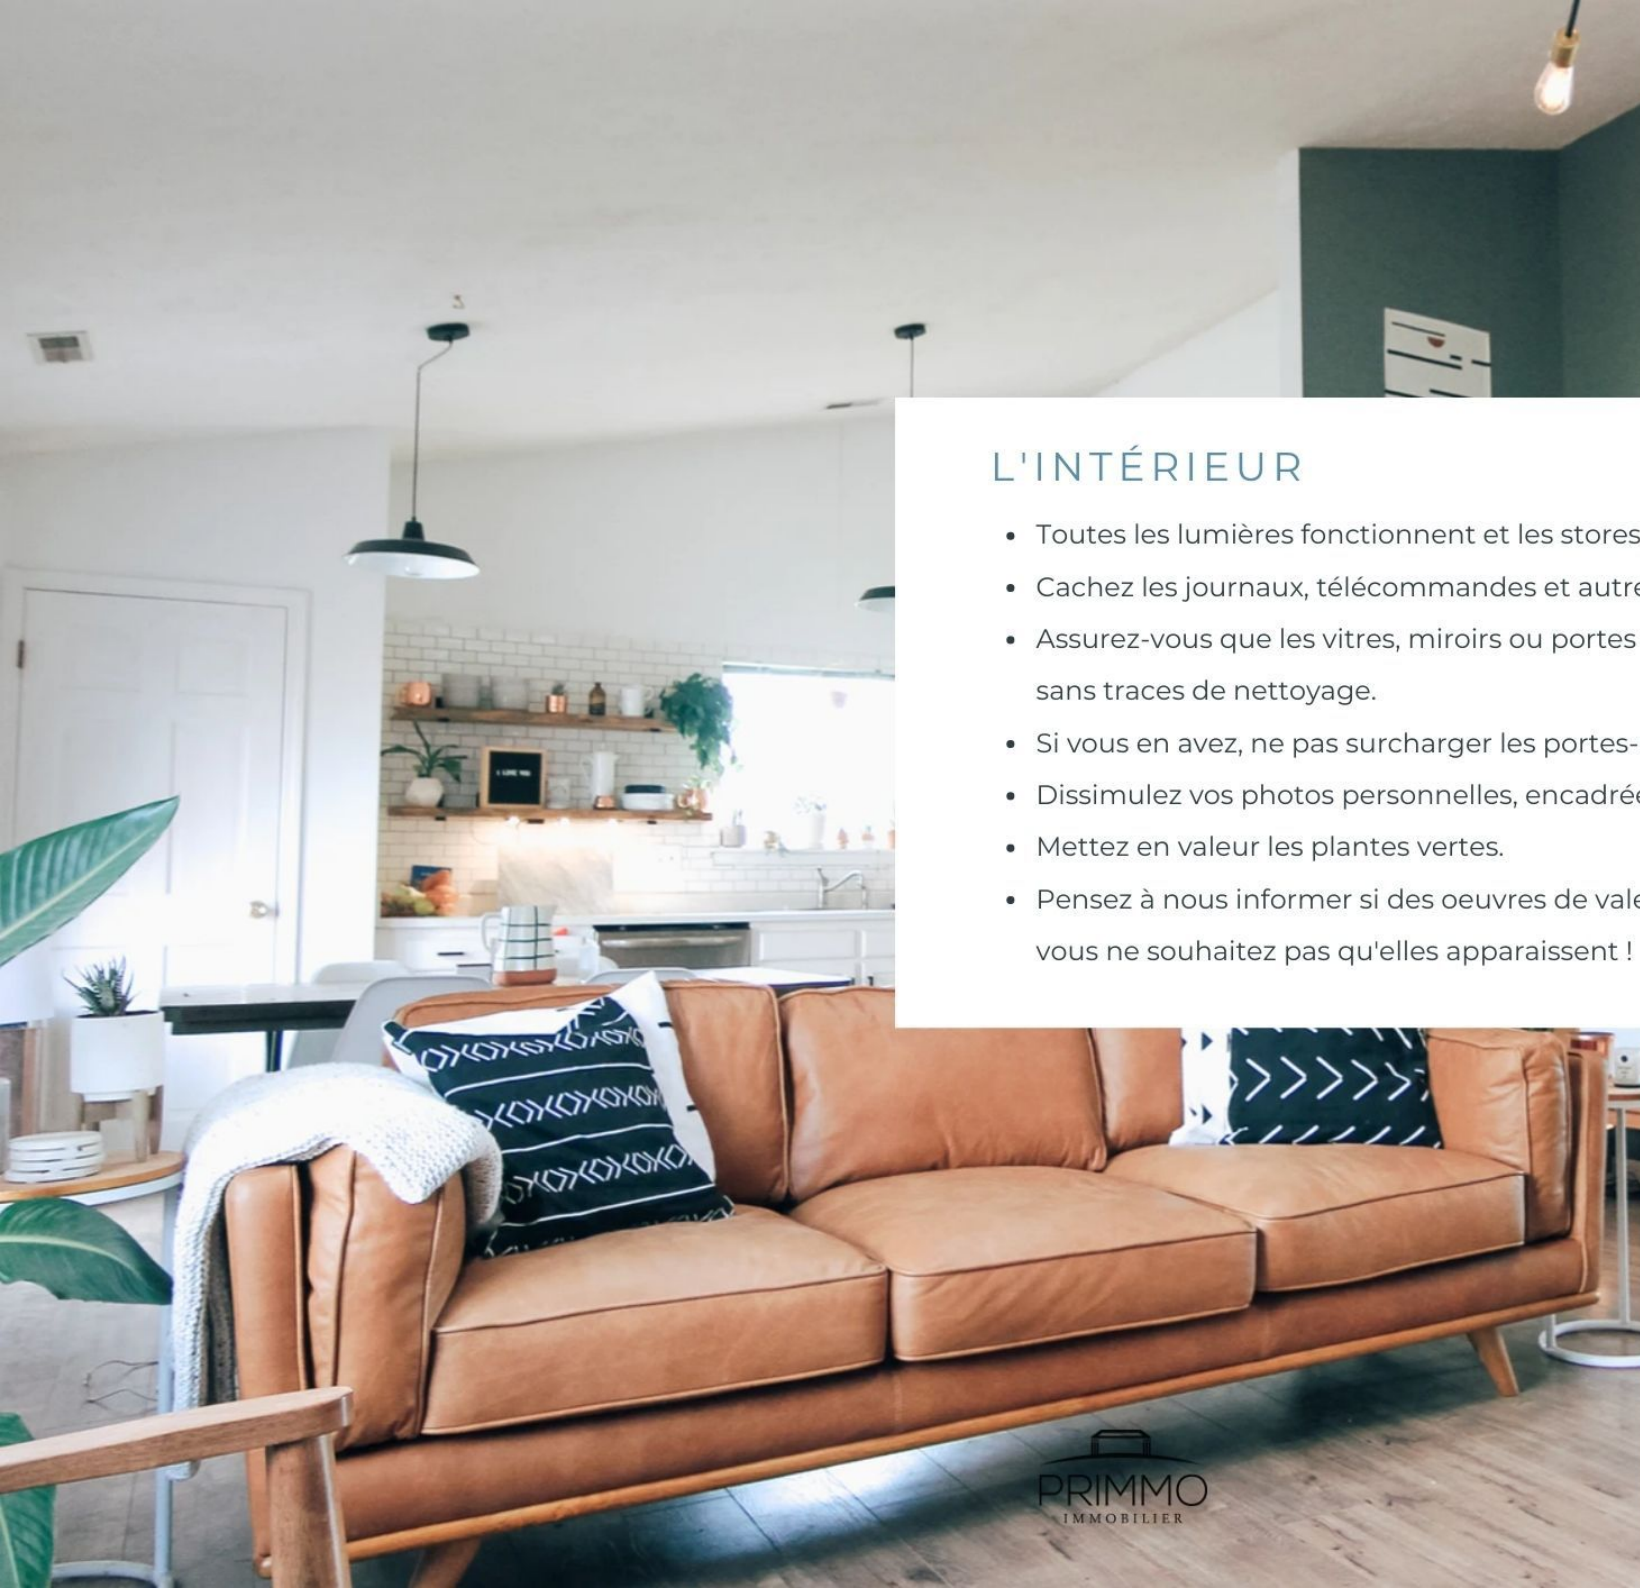 L'INTÉRIEUR
• Toutes les lumières fonctionnent et les stores
• Cachez les journaux, télécommandes et autre
• Assurez-vous que les vitres, miroirs ou portes
sans traces de nettoyage.
• Si vous en avez, ne pas surcharger les portes-
• Dissimulez vos photos personnelles, encadrée
• Mettez en valeur les plantes vertes.
• Pensez à nous informer si des oeuvres de vale
vous ne souhaitez pas qu'elles apparaissent !
I LOVE YOU
PRIMMO
IMMOBILIER